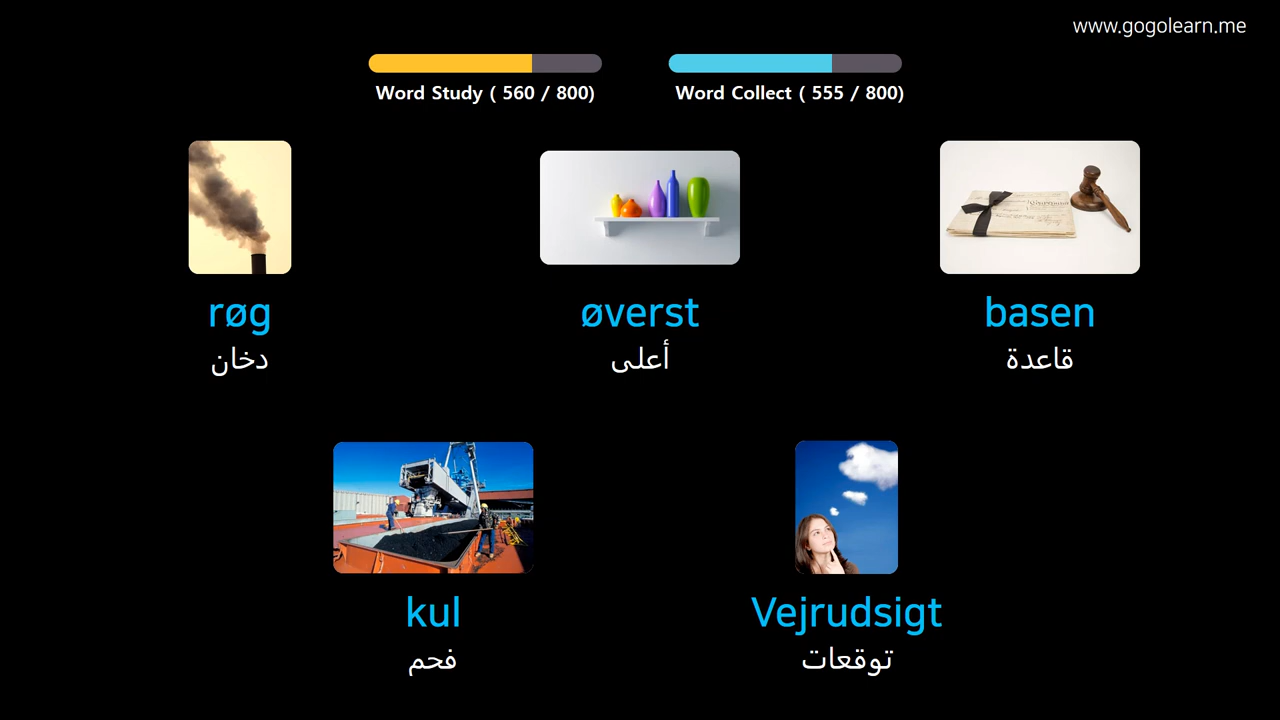 www.gogolearn.me
Word Study ( 560 / 800)
Word Collect ( 555 / 800)
røg
øverst
basen
دخان
أعلى
قاعدة
kul
Vejrudsigt
فحم
توقعات